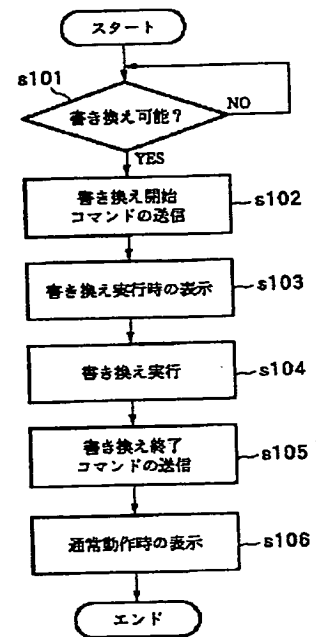 スタート
s101
書き換え可能?
NO
YES
書き換え開始
コマンドの送信
s102
書き換え実行時の表示
s103
書き換え実行
s104
書き換え終了
コマンドの送信
s105
通常動作時の表示
s106
エンド